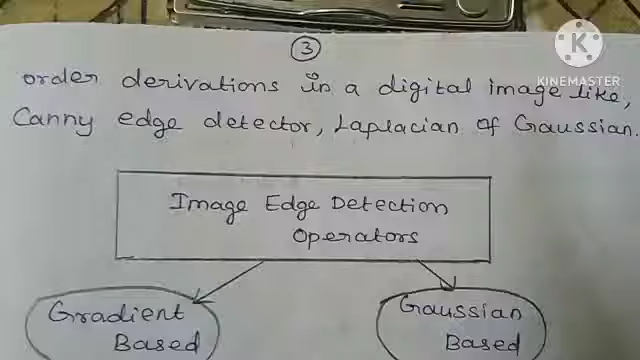 3
order derivations in a digital image like,
Canny edge detector, Laplacian of Gaussian.
Image Edge Detection
Operators
Gradient
Based
Gaussian
Based
K
KINEMASTER